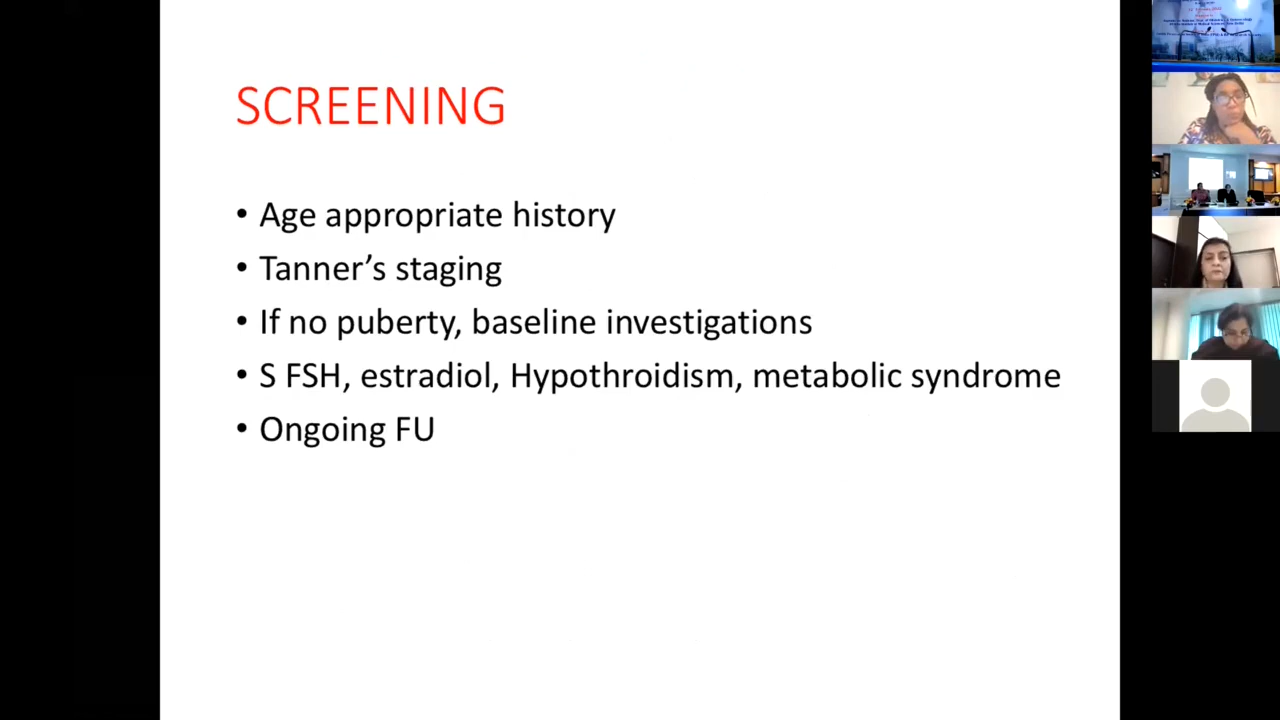 SCREENING
• Age appropriate history
• Tanner’s staging
• If no puberty, baseline investigations
• S FSH, estradiol, Hypothroidism, metabolic syndrome
• Ongoing FU